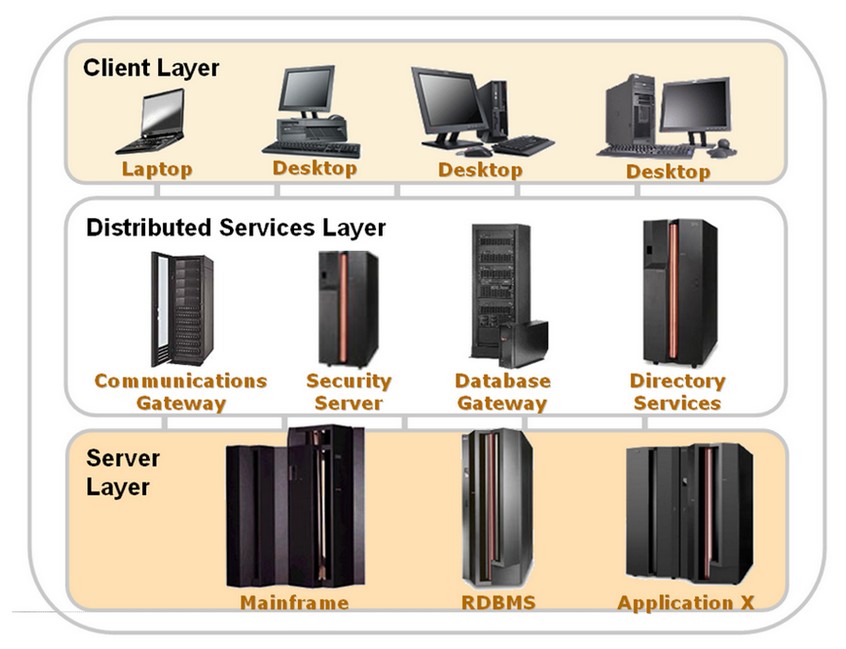 Client Layer
Laptop
Desktop
Desktop
Desktop
Distributed Services Layer
Communications
Gateway
Security
Server
Database
Gateway
Directory
Services
Server
Layer
Mainframe
RDBMS
Application X